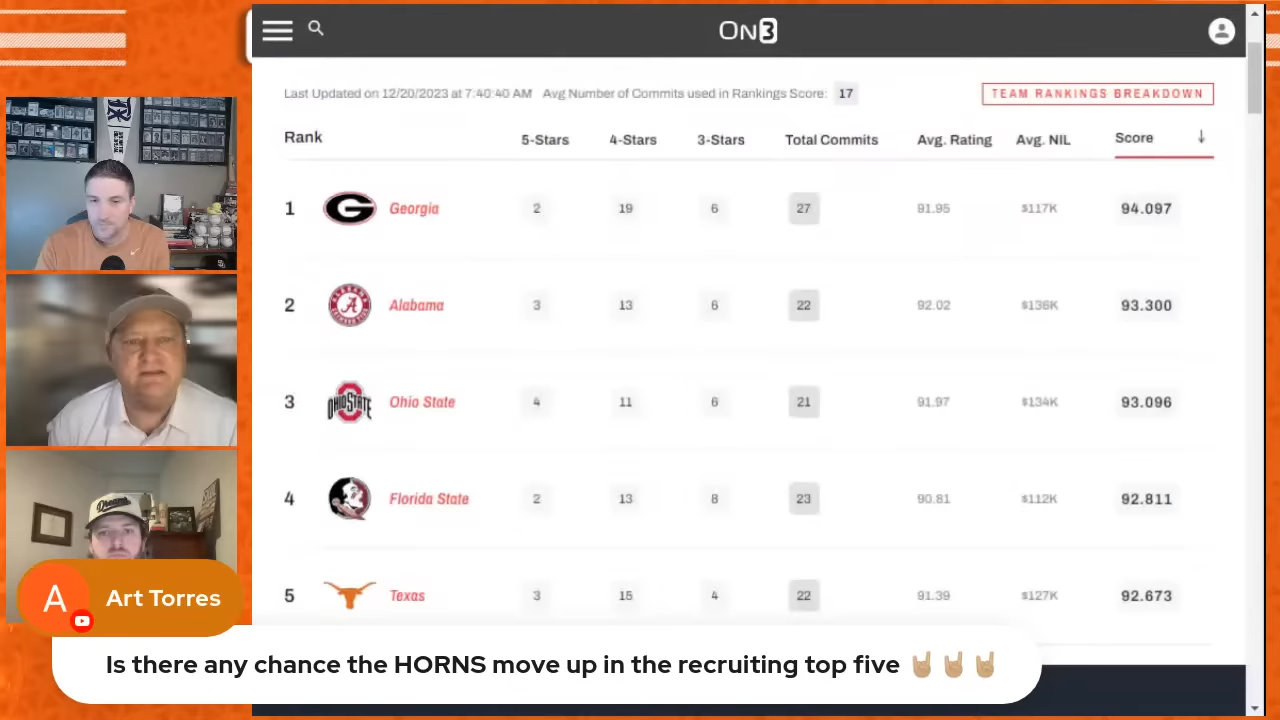 ON3
Last Updated on 12/20/2023 at 7:40:40 AM Avg Number of Commits used in Rankings Score: 17
TEAM RANKINGS BREAKDOWN
Rank 5-Stars 4-Stars 3-Stars Total Commits Avg. Rating Avg. NIL Score ↓
1 G Georgia 2 19 6 27 91.95 $117K 94.097
2 A Alabama 3 13 6 22 92.02 $136K 93.300
3 OHIO STATE Ohio State 4 11 6 21 91.97 $134K 93.096
4 Florida State 2 13 8 23 90.81 $112K 92.811
5 Texas 3 15 4 22 91.39 $127K 92.673
A Art Torres
Is there any chance the HORNS move up in the recruiting top five 🤘🏼 🤘🏼 🤘🏼